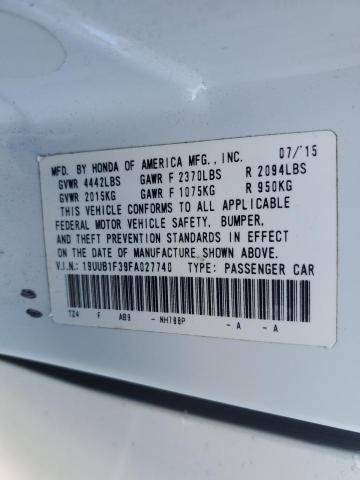 MFD. BY HONDA OF AMERICA MFG., INC. 07/15
GVWR 4442LBS GAWR F 2370LBS R 2094LBS
GVWR 2015KG GAWR F 1075KG R 950KG
THIS VEHICLE CONFORMS TO ALL APPLICABLE
FEDERAL MOTOR VEHICLE SAFETY, BUMPER,
AND THEFT PREVENTION STANDARDS IN EFFECT
ON THE DATE OF MANUFACTURE SHOWN ABOVE.
V.I.N.: 19UUB1F39FA027740 TYPE: PASSENGER CAR
TZ4 F AB9 - NH788P - A - A